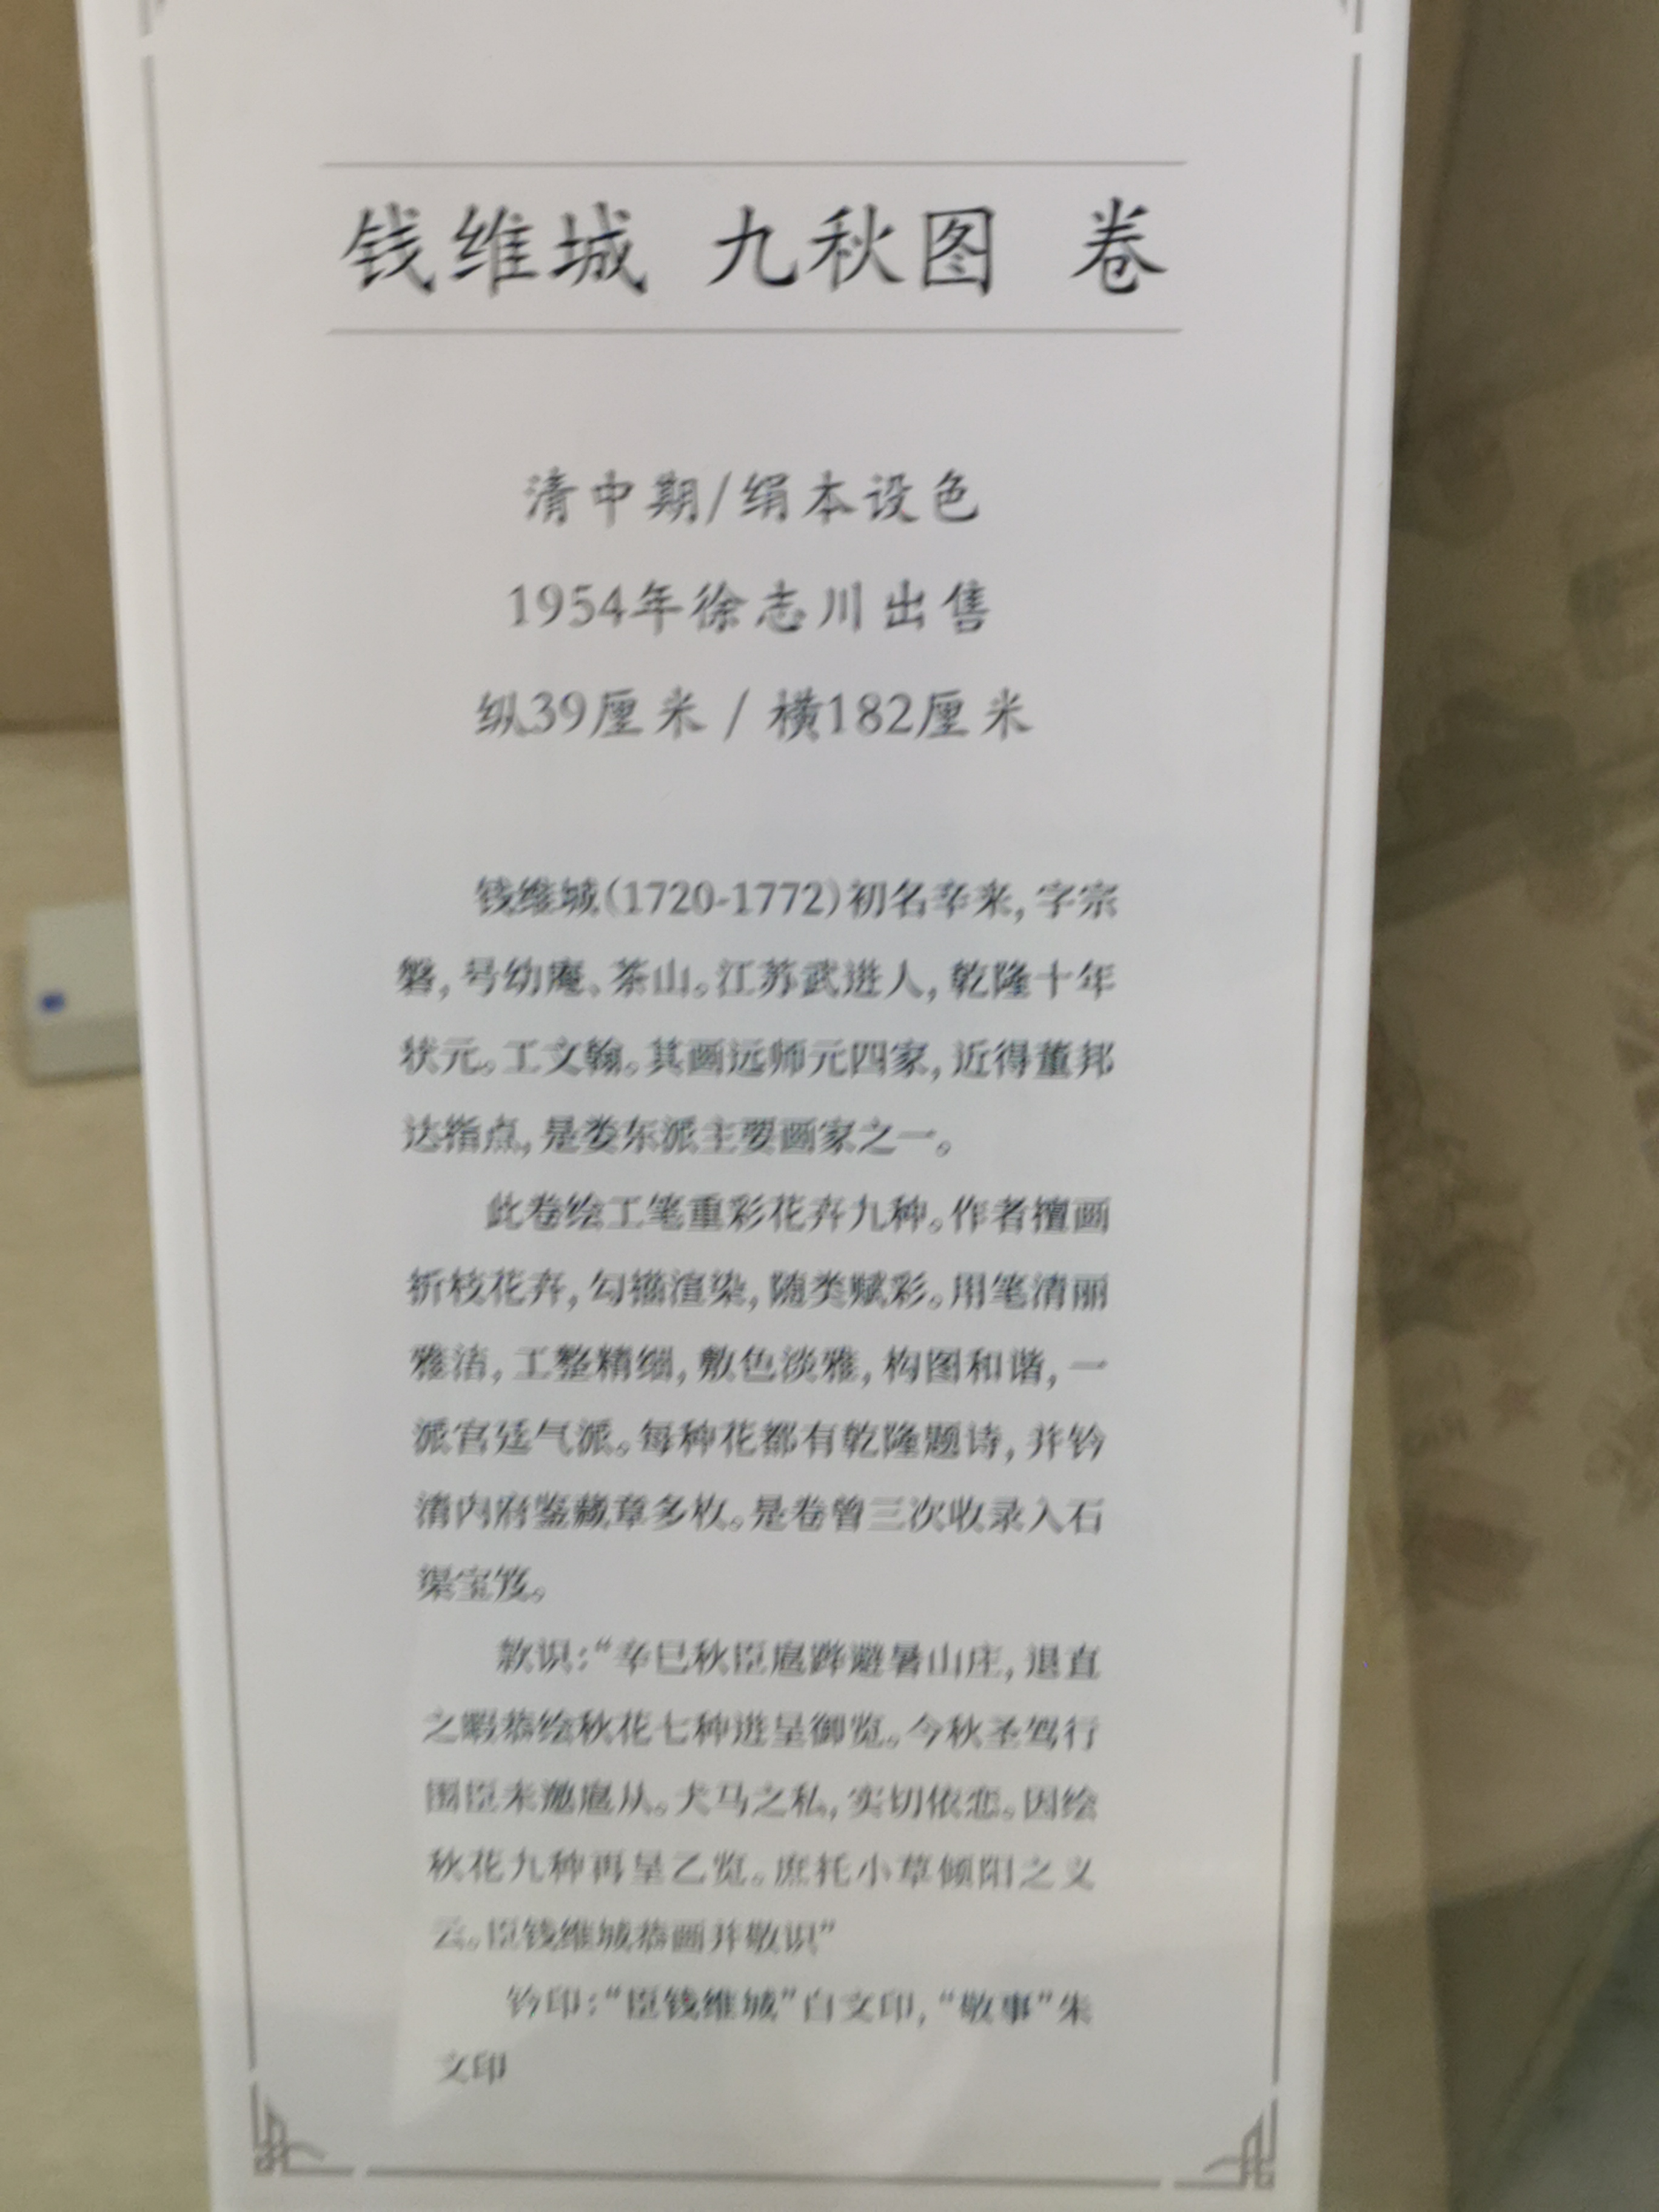 钱维城 九秋图 卷
清中期/绢本设色
1954年徐志川出售
纵39厘米 / 横182厘米
钱维城(1720-1772)初名辛来,字宗
磐,号幼庵、茶山。江苏武进人,乾隆十年
状元。工文翰。其画远师元四家,近得董邦
达指点,是娄东派主要画家之一。
此卷绘工笔重彩花卉九种。作者擅画
折枝花卉,勾描渲染,随类赋彩。用笔清丽
雅洁,工整精细,敷色淡雅,构图和谐,一
派宫廷气派。每种花都有乾隆题诗,并钤
清内府鉴藏章多枚。是卷曾三次收录入石
渠宝笈。
款识:“辛巳秋臣扈跸避暑山庄,退直
之暇恭绘秋花七种进呈御览。今秋圣驾行
围臣未遑扈从。犬马之私,实切依恋。因绘
秋花九种再呈乙览。庶托小草倾阳之义
云。臣钱维城恭画并敬识”
钤印:“臣钱维城”白文印,“敬事”朱
文印